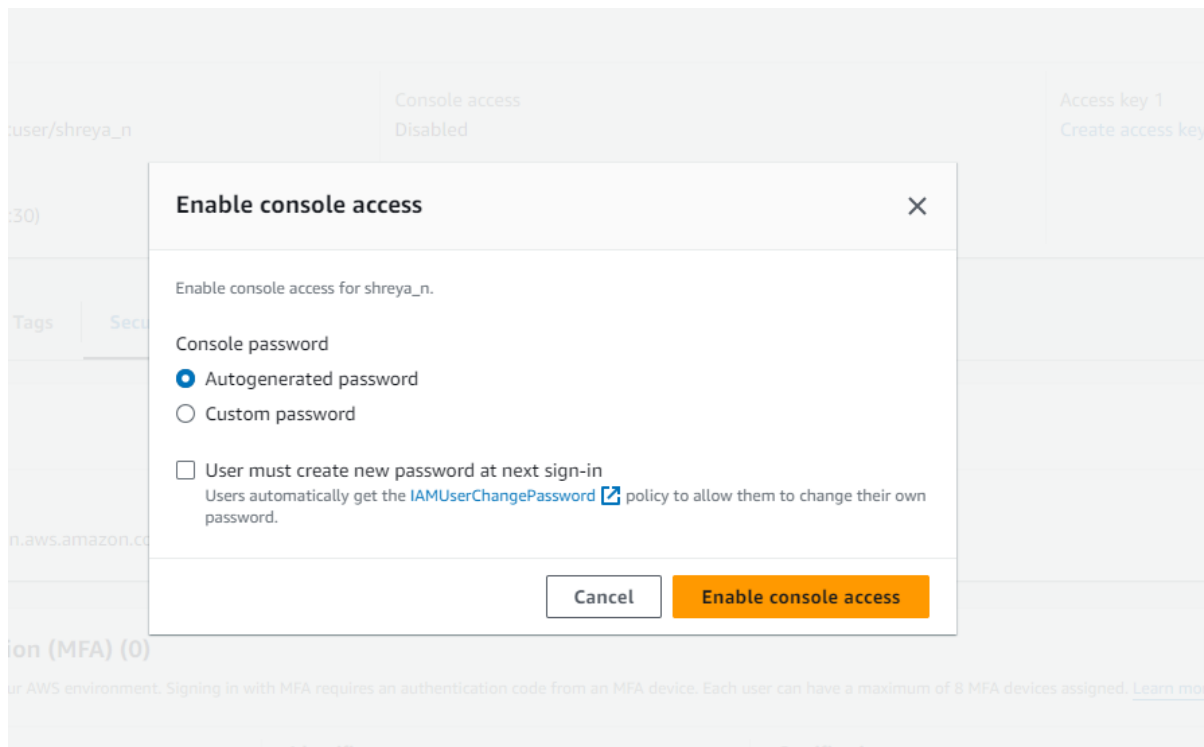 Console access
Access key 1
:user/shreya_n
Disabled
Create access key
Enable console access
:30)
Enable console access for shreya_n.
Tags
Console password
Autogenerated password
Custom password
User must create new password at next sign-in
Users automatically get the IAMUserChangePassword policy to allow them to change their own
password.
n.aws.amazon.co
Cancel
Enable console access
ion (MFA) (0)
ur AWS environment. Signing in with MFA requires an authentication code from an MFA device. Each user can have a maximum of 8 MFA devices assigned. Learn mo